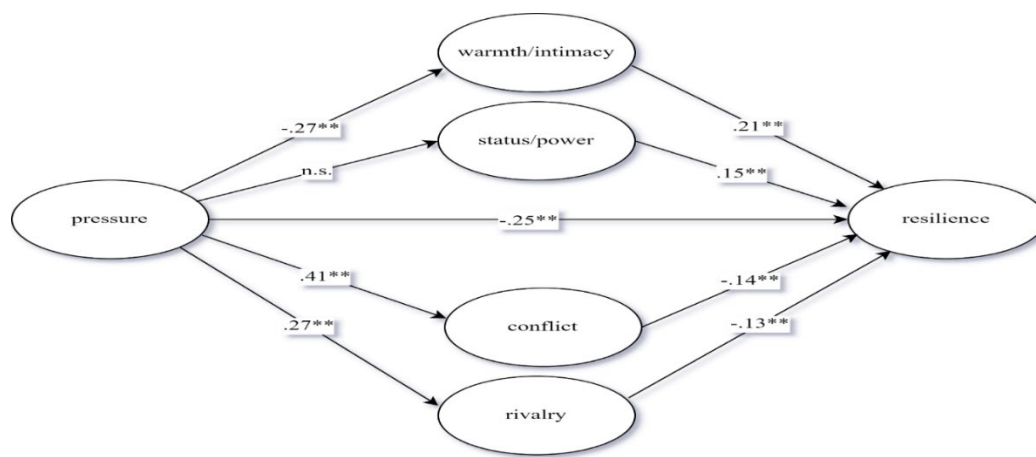 warmth/intimacy
-.27**
.21**
status/power
n.s.
.15**
pressure
-.25**
resilience
.41**
-.14**
conflict
.27**
-.13**
rivalry